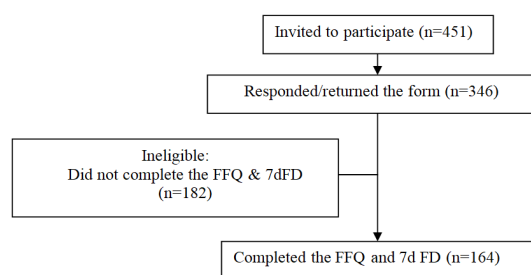 Invited to participate (n=451)
Responded/returned the form (n=346)
Ineligible:
Did not complete the FFQ & 7dFD
(n=182)
Completed the FFQ and 7d FD (n=164)